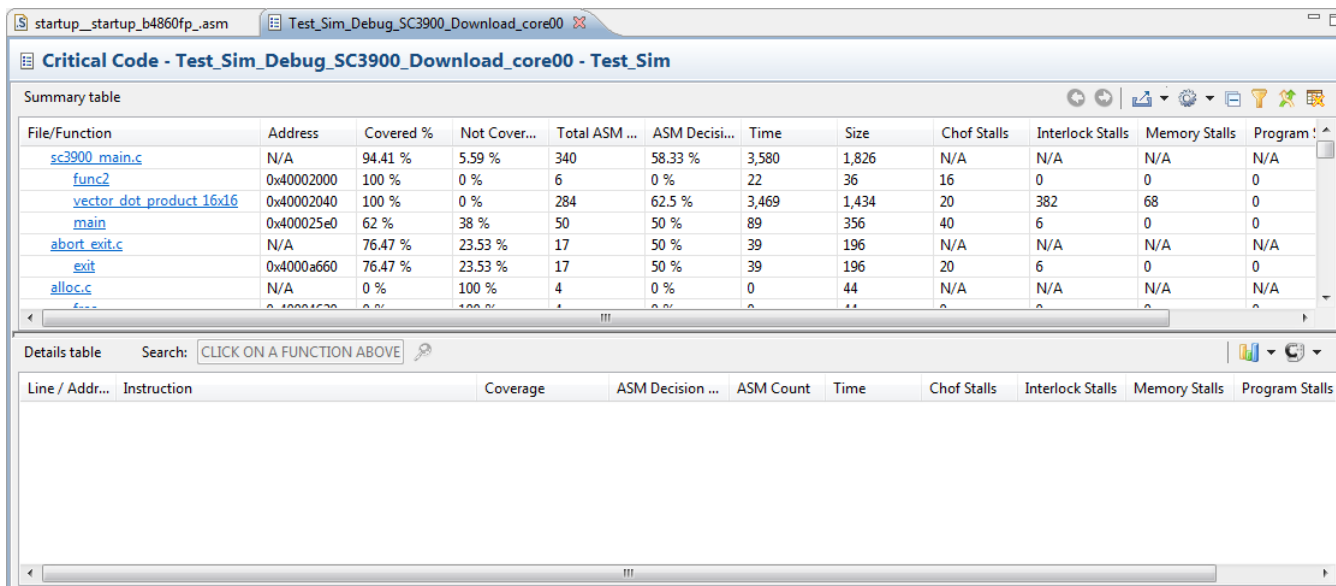 startup__startup_b4860fp_.asm Test_Sim_Debug_SC3900_Download_core00
Critical Code - Test_Sim_Debug_SC3900_Download_core00 - Test_Sim
Summary table
File/Function Address Covered % Not Cover... Total ASM ... ASM Decisi... Time Size Chof Stalls Interlock Stalls Memory Stalls Program
sc3900_main.c N/A 94.41 % 5.59 % 340 58.33 % 3,580 1,826 N/A N/A N/A N/A
func2 0x40002000 100 % 0 % 6 0 % 22 36 16 0 0 0
vector_dot_product_16x16 0x40002040 100 % 0 % 284 62.5 % 3,469 1,434 20 382 68 0
main 0x400025e0 62 % 38 % 50 50 % 89 356 40 6 0 0
abort_exit.c N/A 76.47 % 23.53 % 17 50 % 39 196 N/A N/A N/A N/A
exit 0x4000a660 76.47 % 23.53 % 17 50 % 39 196 20 6 0 0
alloc.c N/A 0 % 100 % 4 0 % 0 44 N/A N/A N/A N/A
Details table Search: CLICK ON A FUNCTION ABOVE
Line / Addr... Instruction Coverage ASM Decision ... ASM Count Time Chof Stalls Interlock Stalls Memory Stalls Program Stalls